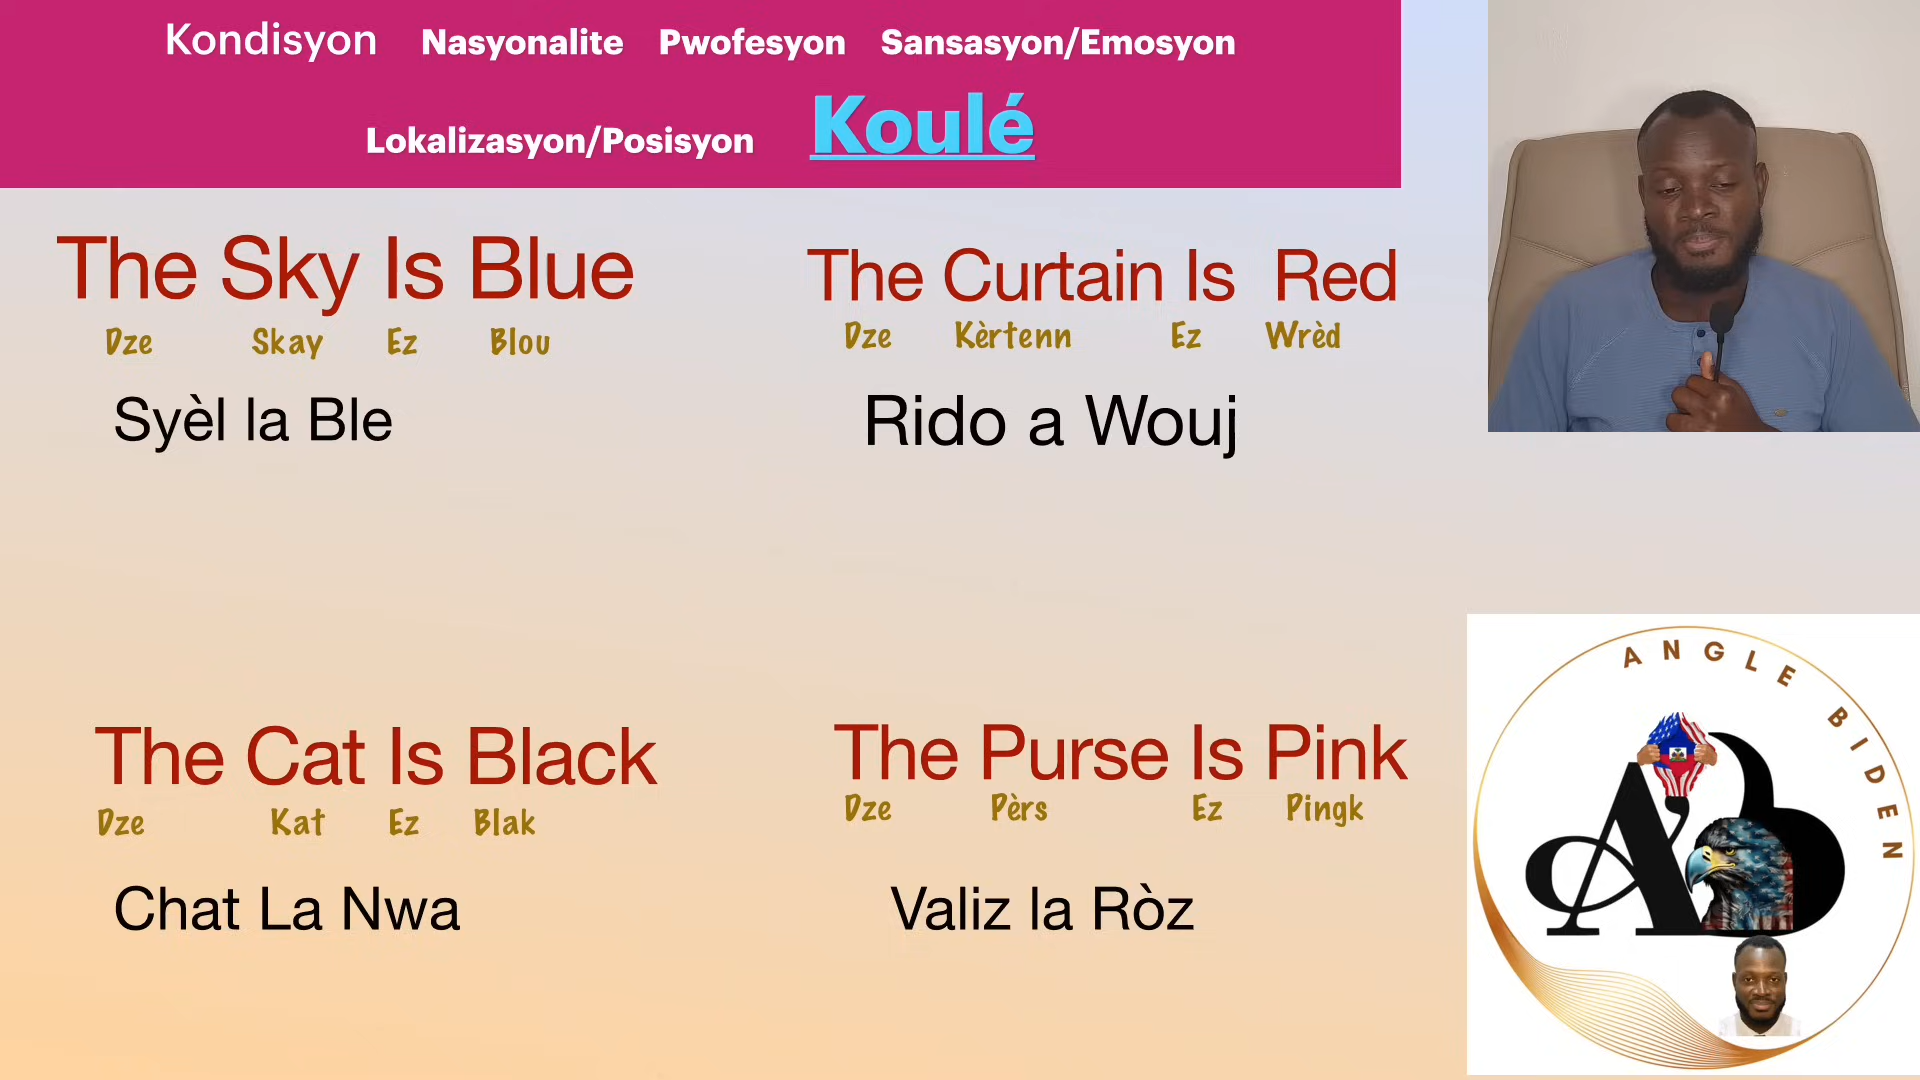 Kondisyon Nasyonalite Pwofesyon Sansasyon/Emosyon
Lokalizasyon/Posisyon Koulé
The Sky Is Blue
Dze Skay Ez Blou
Syèl la Ble
The Curtain Is Red
Dze Kèrtenn Ez Wrèd
Rido a Wouj
The Cat Is Black
Dze Kat Ez Blak
Chat La Nwa
The Purse Is Pink
Dze Pèrs Ez Pingk
Valiz la Ròz
ANGLE BIDEN
AB